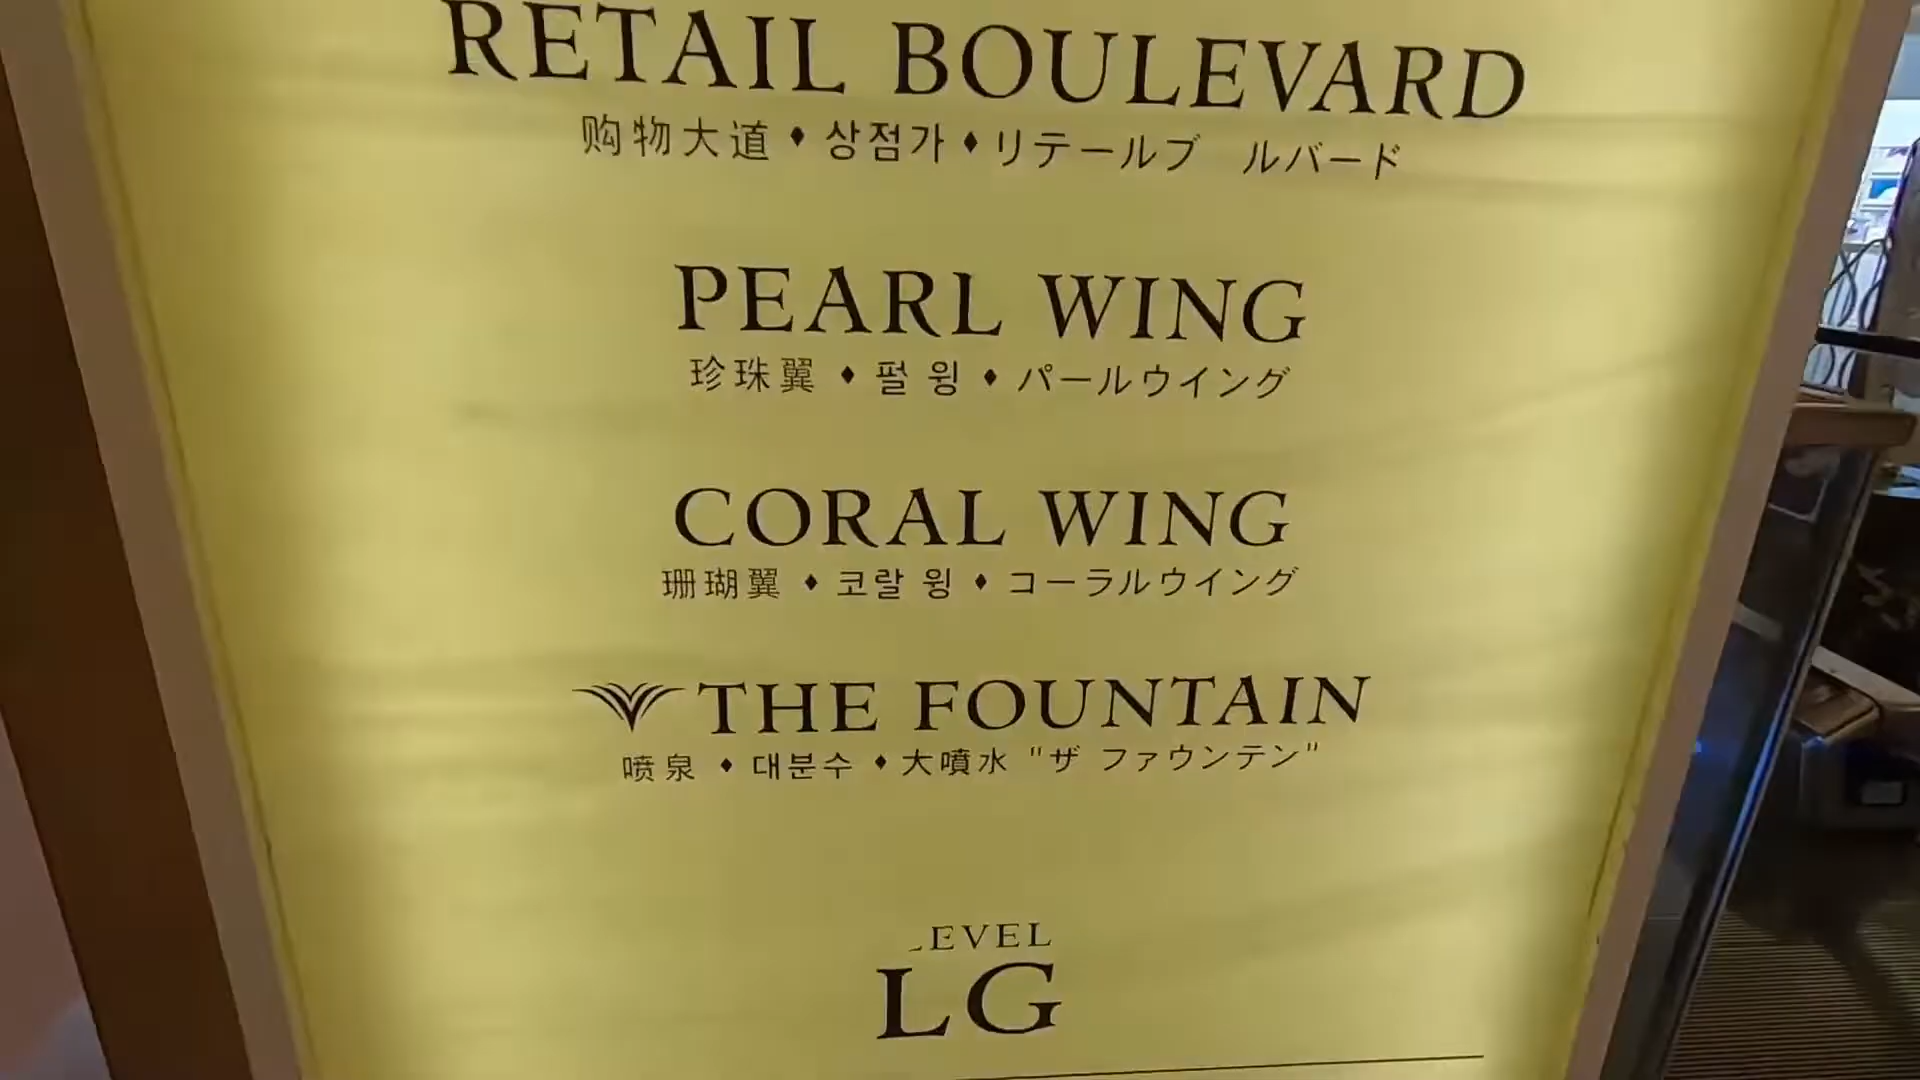 RETAIL BOULEVARD
购物大道 ♦ 상점가 ♦ リテールブ ルバード
PEARL WING
珍珠翼 ♦ 펄 윙 ♦ パールウイング
CORAL WING
珊瑚翼 ♦ 코랄 윙 ♦ コーラルウイング
THE FOUNTAIN
喷泉 ♦ 대분수 ♦ 大噴水 "ザ ファウンテン"
LEVEL
LG